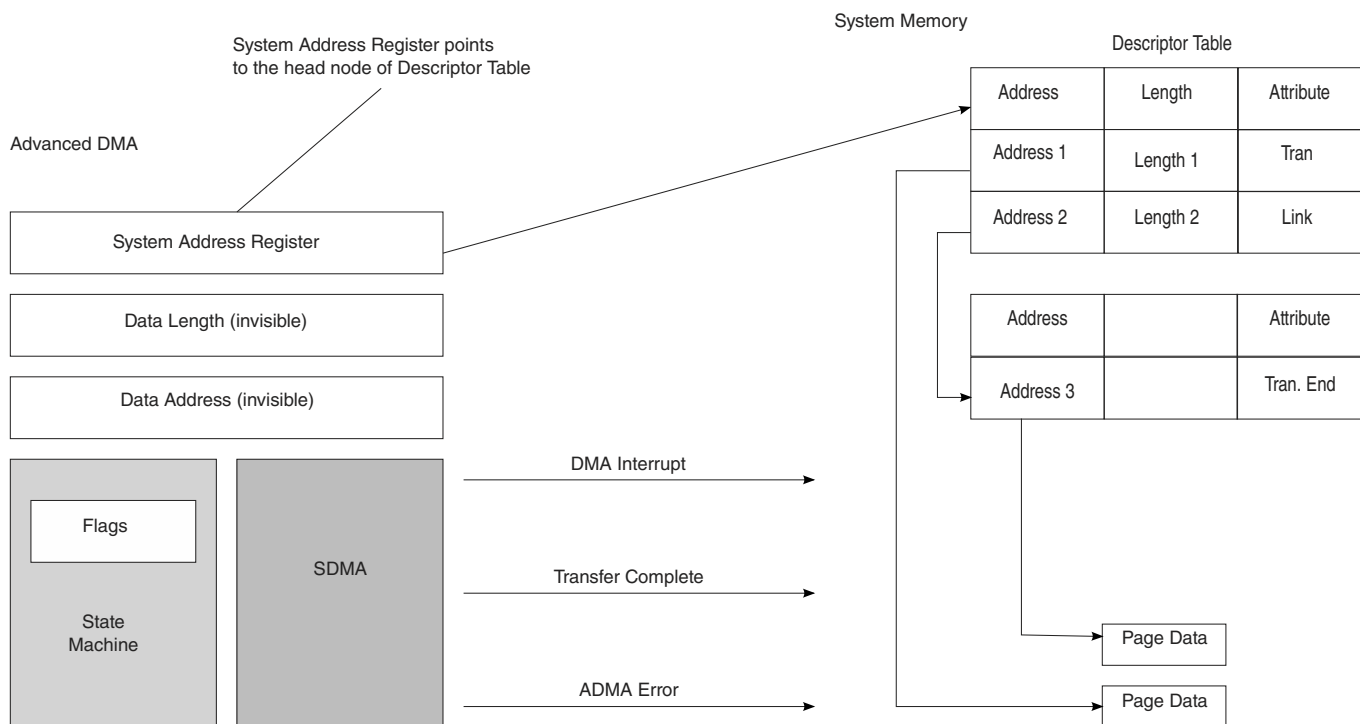 System Memory
System Address Register points
to the head node of Descriptor Table
Descriptor Table
Address Length Attribute
Advanced DMA
Address 1 Length 1 Tran
Address 2 Length 2 Link
System Address Register
Data Length (invisible)
Address Attribute
Data Address (invisible)
Address 3 Tran. End
DMA Interrupt
Flags
SDMA
Transfer Complete
State
Machine
Page Data
ADMA Error
Page Data